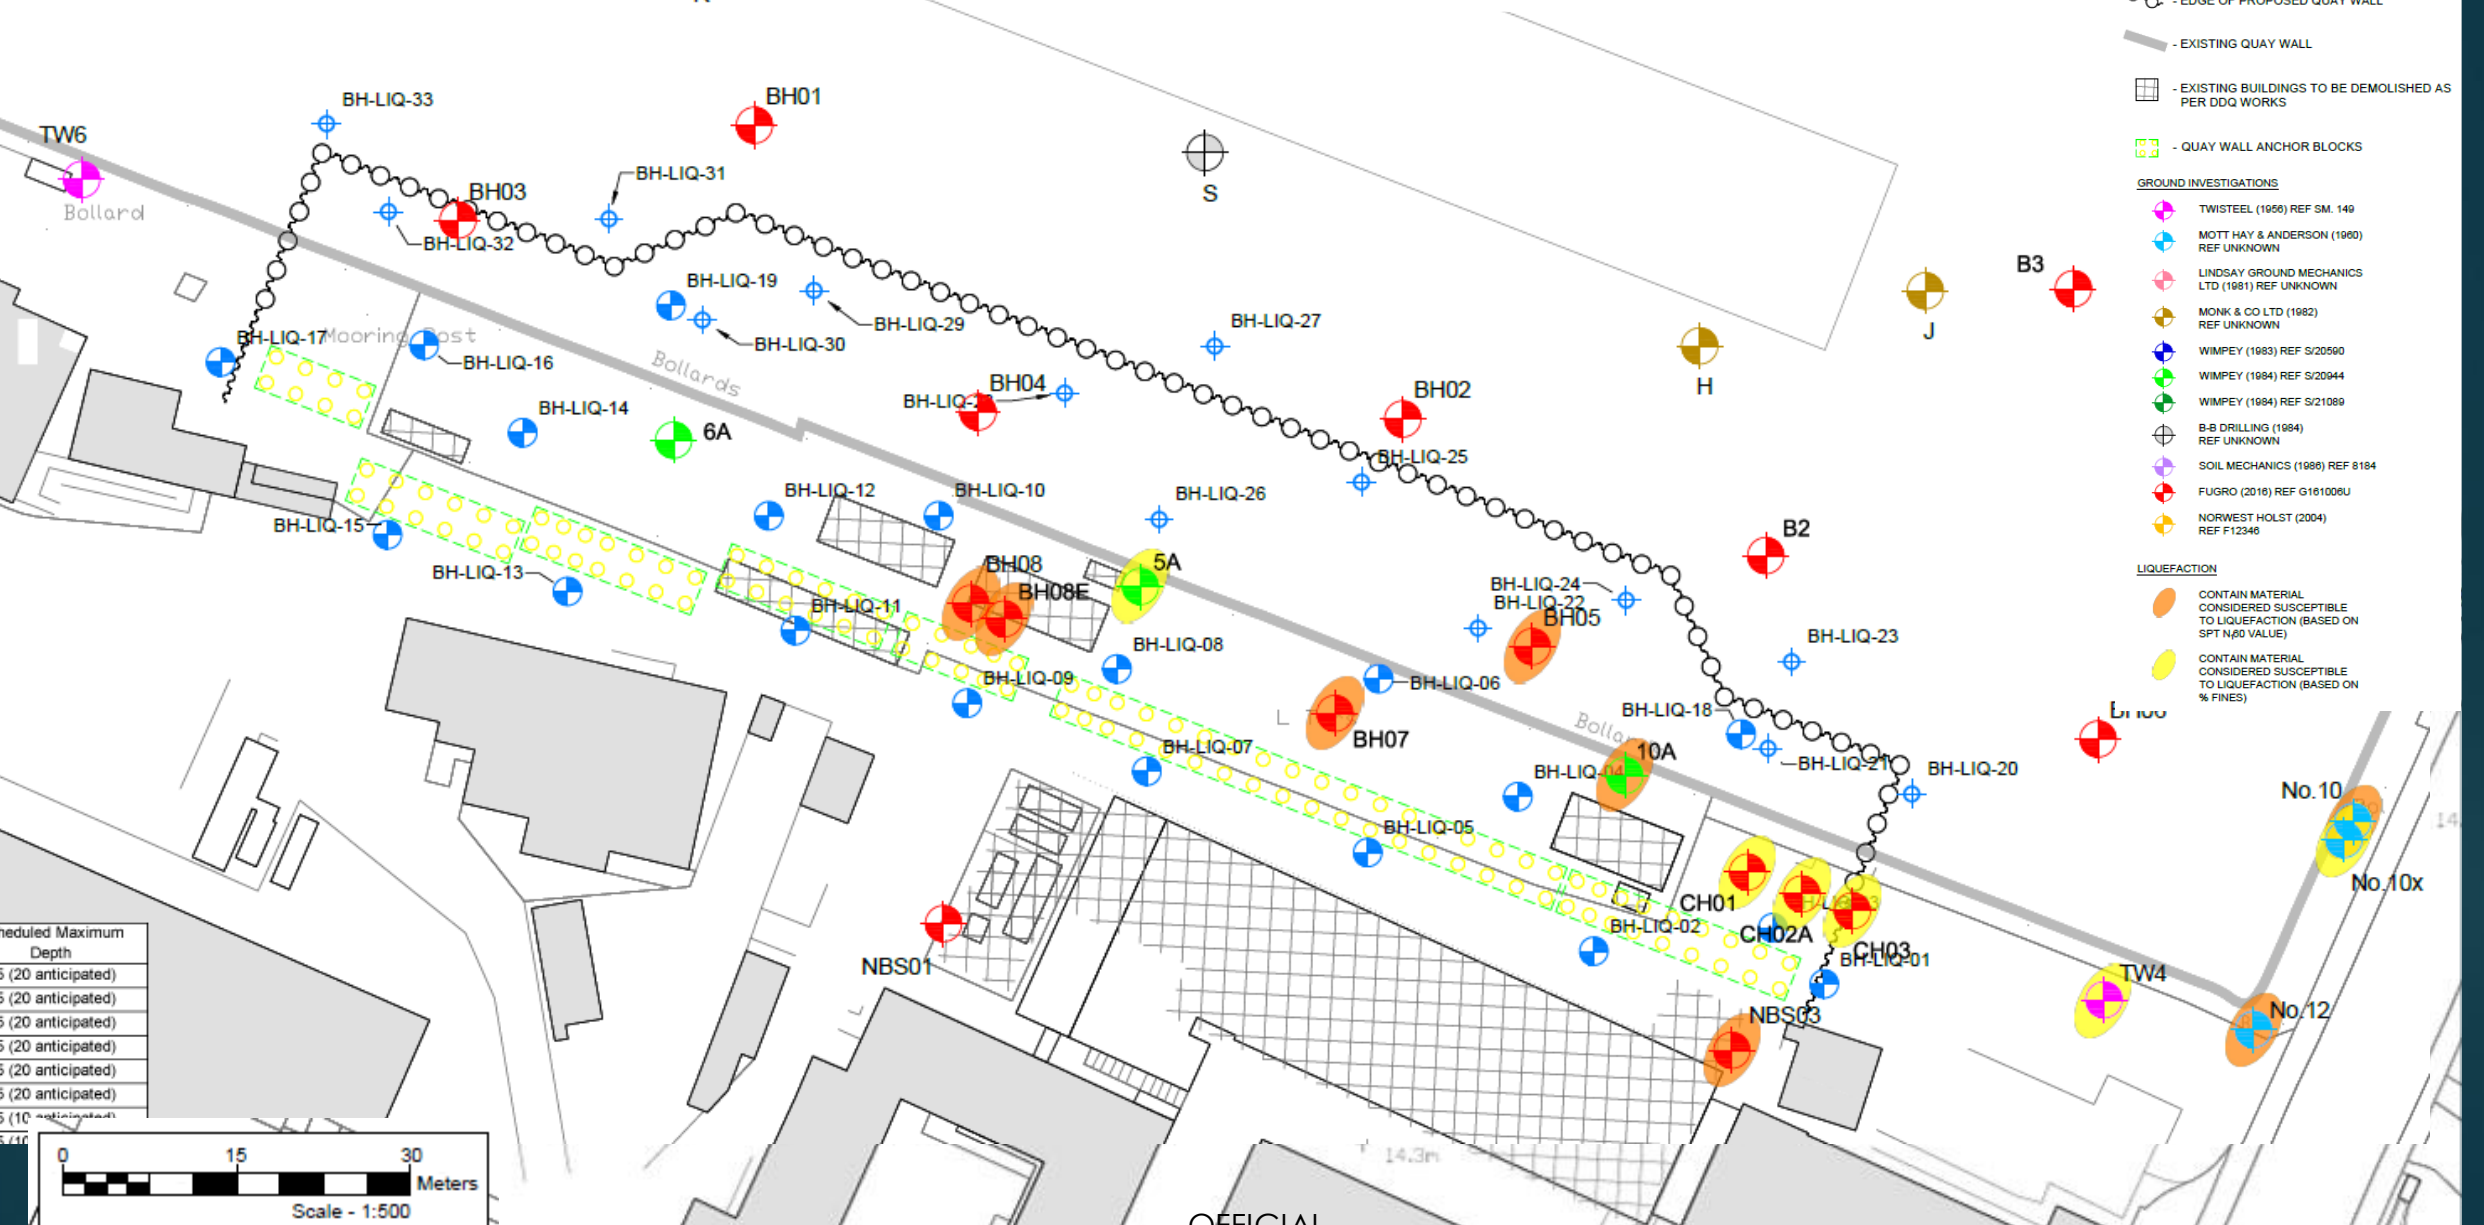 - EDGE OF PROPOSED QUAY WALL
- EXISTING QUAY WALL
- EXISTING BUILDINGS TO BE DEMOLISHED AS
PER DDQ WORKS
- QUAY WALL ANCHOR BLOCKS
GROUND INVESTIGATIONS
TWISTEEL (1956) REF SM. 149
MOTT HAY & ANDERSON (1960)
REF UNKNOWN
LINDSAY GROUND MECHANICS
LTD (1981) REF UNKNOWN
MONK & CO LTD (1982)
REF UNKNOWN
WIMPEY (1983) REF S/20590
WIMPEY (1984) REF S/20944
WIMPEY (1984) REF S/21089
B-B DRILLING (1984)
REF UNKNOWN
SOIL MECHANICS (1986) REF 8184
FUGRO (2016) REF G161006U
NORWEST HOLST (2004)
REF F12346
LIQUEFACTION
CONTAIN MATERIAL
CONSIDERED SUSCEPTIBLE
TO LIQUEFACTION (BASED ON
SPT N60 VALUE)
CONTAIN MATERIAL
CONSIDERED SUSCEPTIBLE
TO LIQUEFACTION (BASED ON
% FINES)
BH-LIQ-33
BH01
TW6
Bollard
BH03
BH-LIQ-31
BH-LIQ-32
S
BH-LIQ-19
BH-LIQ-29
BH-LIQ-30
BH-LIQ-27
B3
J
H
BH-LIQ-17
Mooring Post
BH-LIQ-16
Bollards
BH04
BH02
BH-LIQ-14
6A
BH-LIQ-25
BH-LIQ-12
BH-LIQ-10
BH-LIQ-26
BH-LIQ-15
B2
BH-LIQ-13
BH08
BH08E
5A
BH-LIQ-24
BH-LIQ-22
BH05
BH-LIQ-11
BH-LIQ-08
BH-LIQ-23
BH-LIQ-09
BH-LIQ-06
BH-LIQ-18
BH07
BH-LIQ-07
10A
BH-LIQ-21
BH-LIQ-20
BH-LIQ-04
No.10
BH-LIQ-05
No.10x
CH01
BH-LIQ-02
CH02A
CH03
BH-LIQ-01
NBS01
TW4
No.12
NBS03
Scheduled Maximum
Depth
(20 anticipated)
(20 anticipated)
(20 anticipated)
(20 anticipated)
(20 anticipated)
(20 anticipated)
0 15 30
Meters
Scale - 1:500
14.3m
OFFICIAL